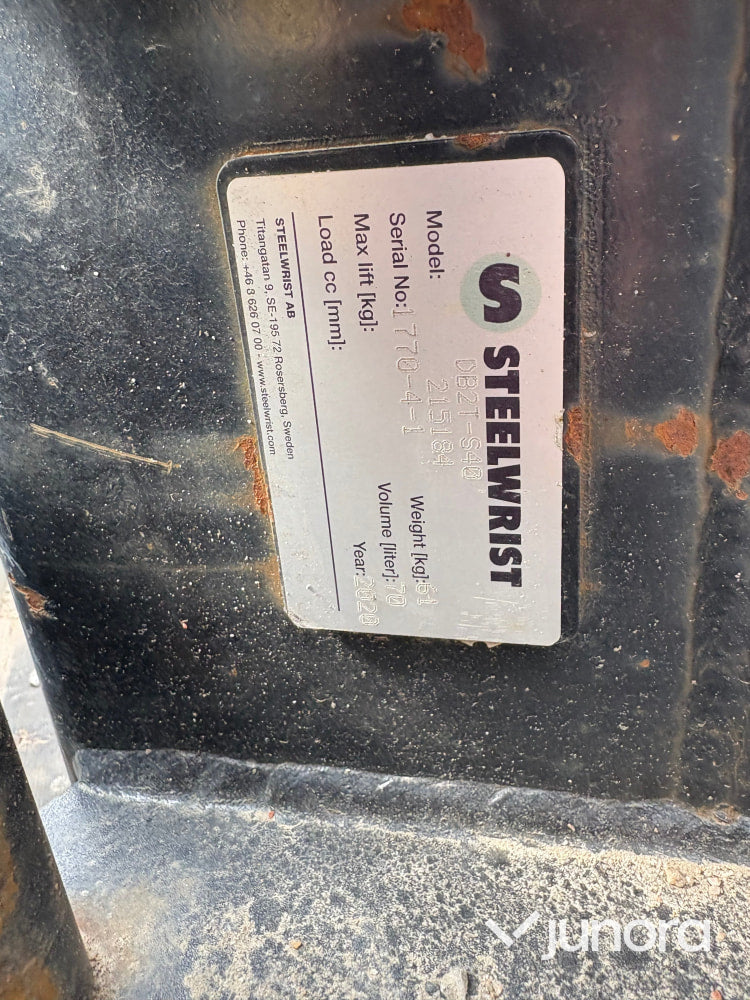 S STEELWRIST
Model: DB2T-S40
215184
Serial No: 1770-4-1
Max lift [kg]:
Load cc [mm]:
Weight [kg]: 61
Volume [liter]: 70
Year: 2020
STEELWRIST AB
Titangatan 9, SE-195 72 Rosersberg, Sweden
Phone: +46 8 626 07 00 - www.steelwrist.com
junora